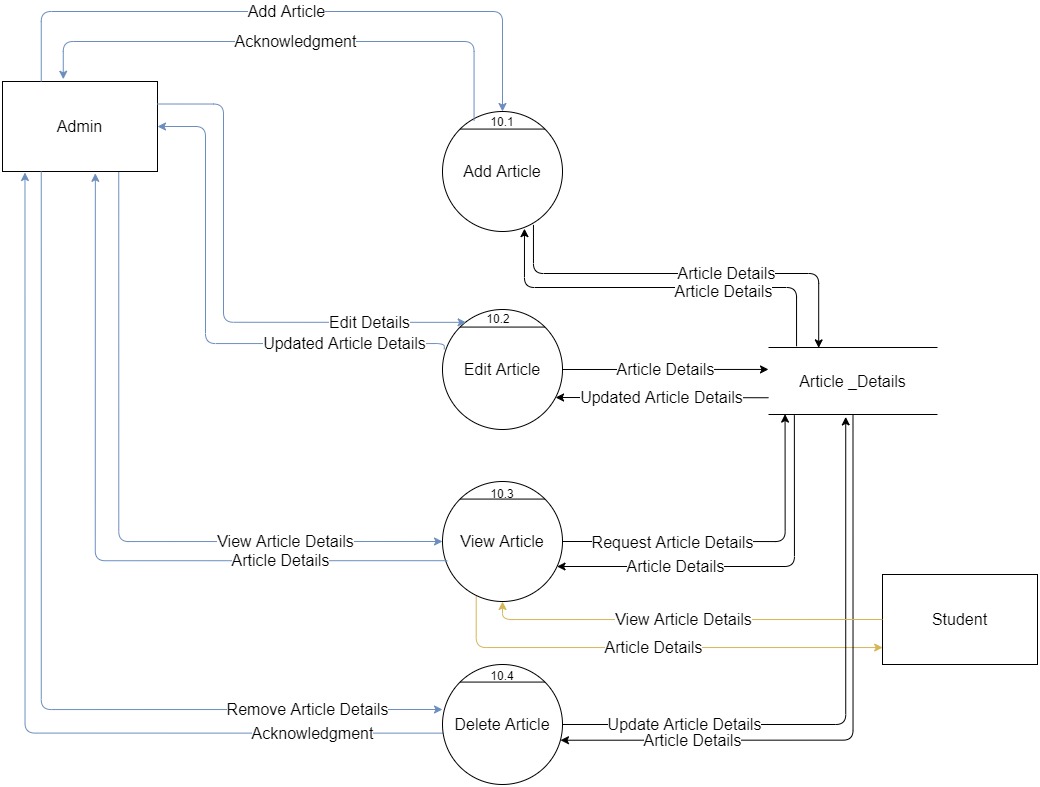 Add Article
Acknowledgment
Admin
10.1
Add Article
Article Details
Article Details
10.2
Edit Details
Updated Article Details
Edit Article
Article Details
Updated Article Details
Article _Details
10.3
View Article Details
Article Details
View Article
Request Article Details
Article Details
View Article Details
Article Details
Student
10.4
Remove Article Details
Acknowledgment
Delete Article
Update Article Details
Article Details